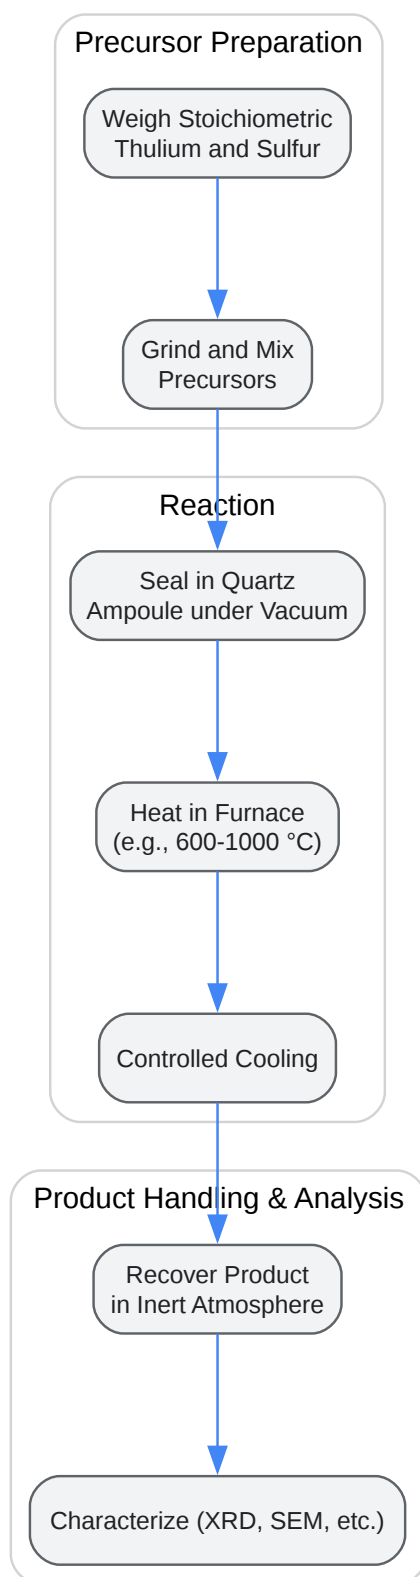 Precursor Preparation
Weigh Stoichiometric
Thulium and Sulfur
Grind and Mix
Precursors
Reaction
Seal in Quartz
Ampoule under Vacuum
Heat in Furnace
(e.g., 600-1000 °C)
Controlled Cooling
Product Handling & Analysis
Recover Product
in Inert Atmosphere
Characterize (XRD, SEM, etc.)